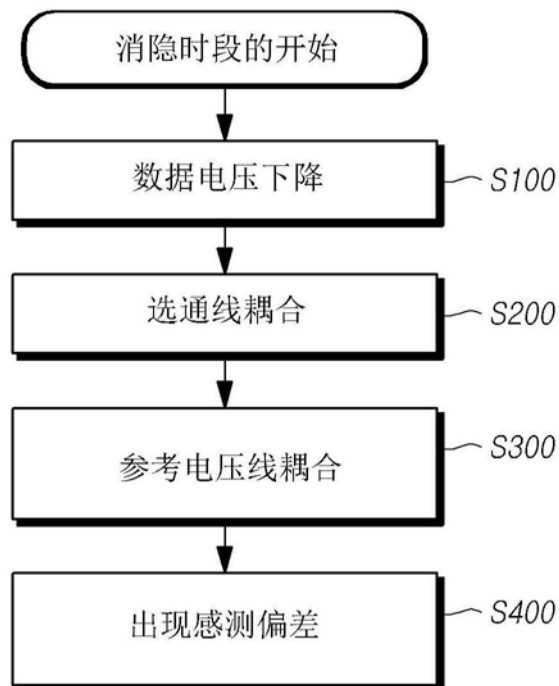 消隐时段的开始
数据电压下降
S100
选通线耦合
S200
参考电压线耦合
S300
出现感测偏差
S400